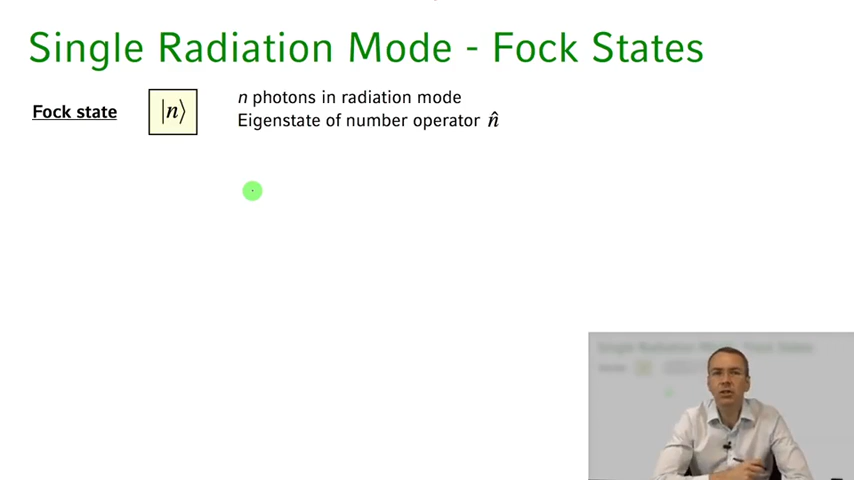 Single Radiation Mode - Fock States
Fock state |n⟩
n photons in radiation mode
Eigenstate of number operator n̂